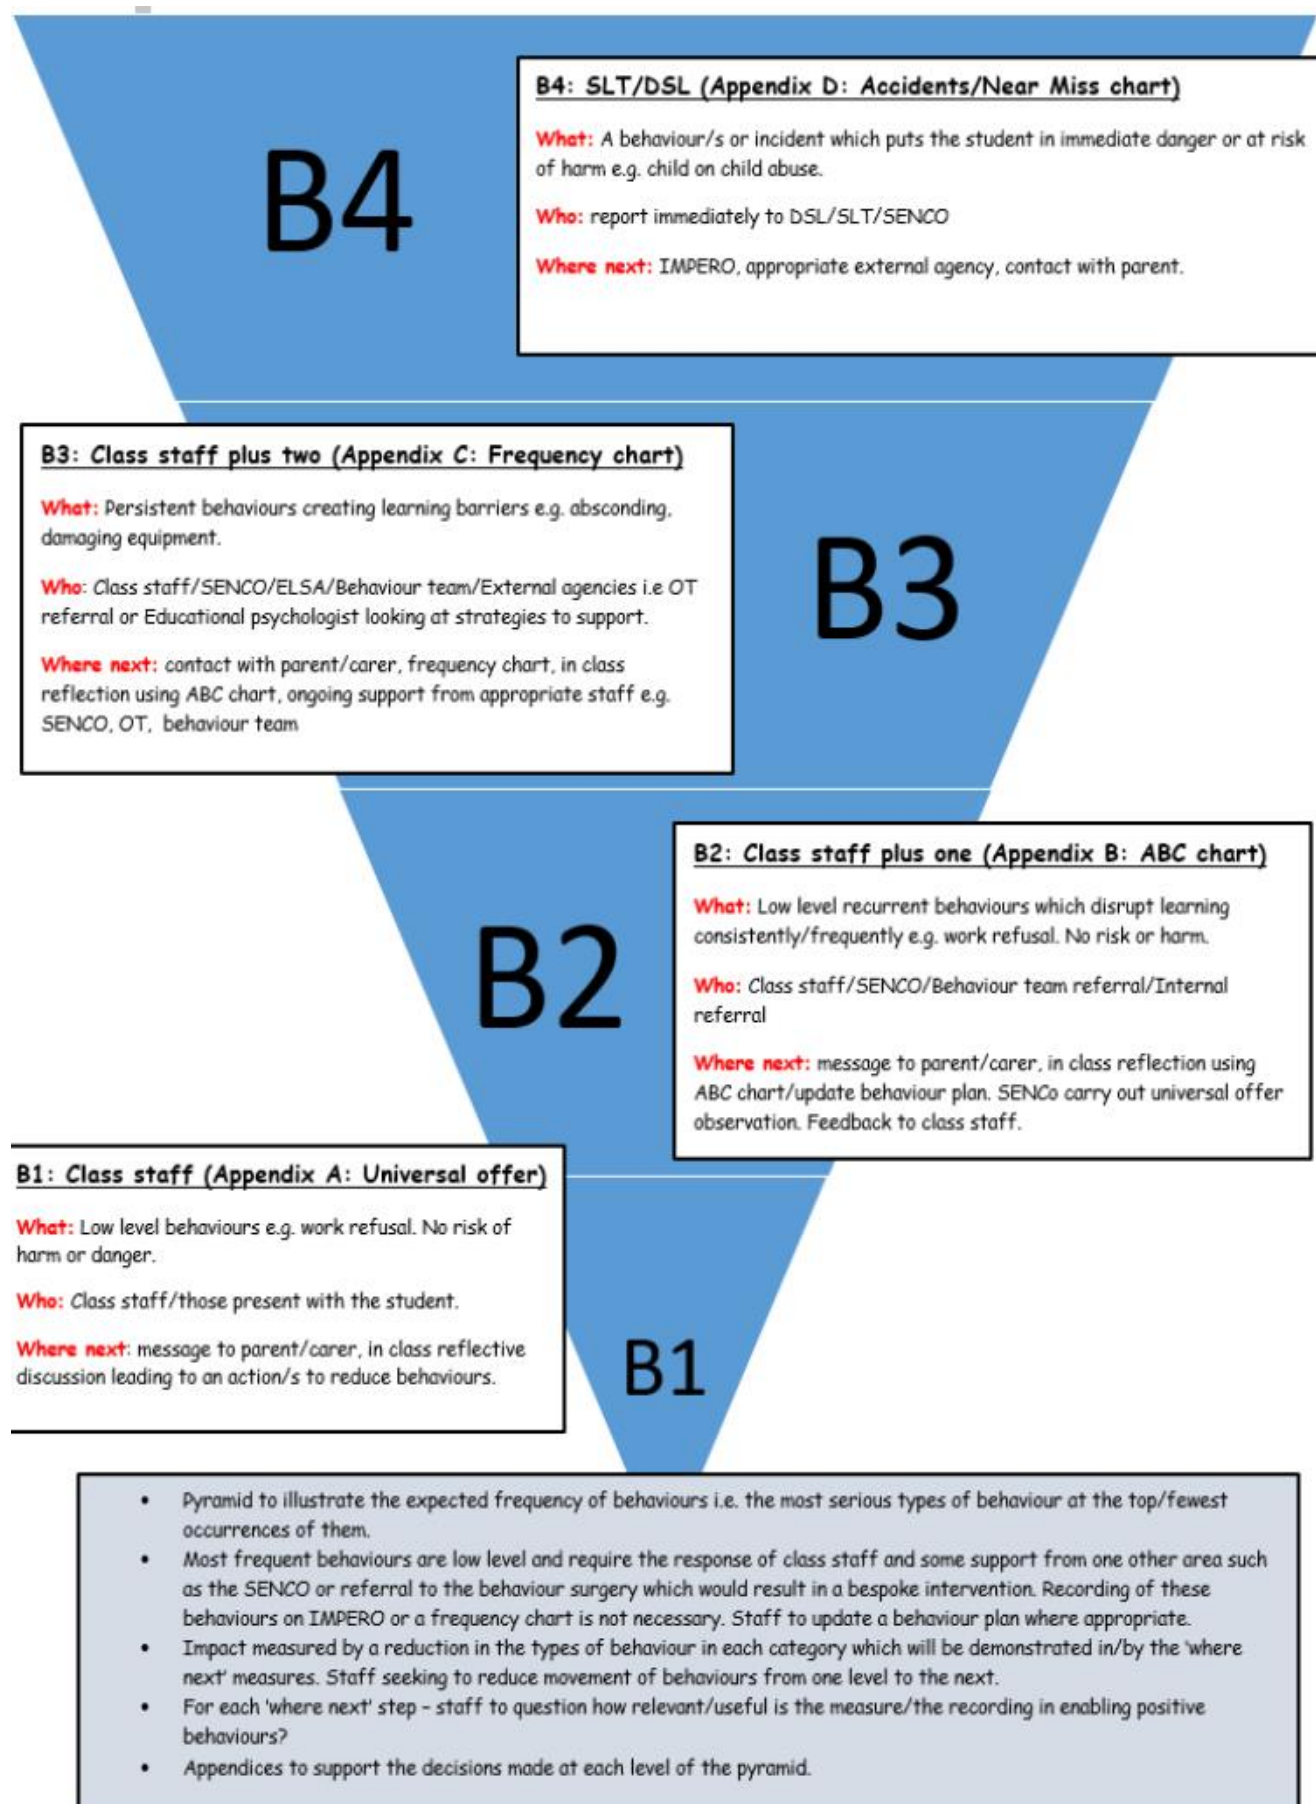 B4
B4: SLT/DSL (Appendix D: Accidents/Near Miss chart)
What: A behaviour/s or incident which puts the student in immediate danger or at risk
of harm e.g. child on child abuse.
Who: report immediately to DSL/SLT/SENCO
Where next: IMPERO, appropriate external agency, contact with parent.
B3: Class staff plus two (Appendix C: Frequency chart)
What: Persistent behaviours creating learning barriers e.g. absconding,
damaging equipment.
Who: Class staff/SENCO/ELSA/Behaviour team/External agencies i.e OT
referral or Educational psychologist looking at strategies to support.
Where next: contact with parent/carer, frequency chart, in class
reflection using ABC chart, ongoing support from appropriate staff e.g.
SENCO, OT, behaviour team
B3
B2
B2: Class staff plus one (Appendix B: ABC chart)
What: Low level recurrent behaviours which disrupt learning
consistently/frequently e.g. work refusal. No risk or harm.
Who: Class staff/SENCO/Behaviour team referral/Internal
referral
Where next: message to parent/carer, in class reflection using
ABC chart/update behaviour plan. SENCo carry out universal offer
observation. Feedback to class staff.
B1: Class staff (Appendix A: Universal offer)
What: Low level behaviours e.g. work refusal. No risk of
harm or danger.
Who: Class staff/those present with the student.
Where next: message to parent/carer, in class reflective
discussion leading to an action/s to reduce behaviours.
B1
• Pyramid to illustrate the expected frequency of behaviours i.e. the most serious types of behaviour at the top/fewest
occurrences of them.
• Most frequent behaviours are low level and require the response of class staff and some support from one other area such
as the SENCO or referral to the behaviour surgery which would result in a bespoke intervention. Recording of these
behaviours on IMPERO or a frequency chart is not necessary. Staff to update a behaviour plan where appropriate.
• Impact measured by a reduction in the types of behaviour in each category which will be demonstrated in/by the 'where
next' measures. Staff seeking to reduce movement of behaviours from one level to the next.
• For each 'where next' step – staff to question how relevant/useful is the measure/the recording in enabling positive
behaviours?
• Appendices to support the decisions made at each level of the pyramid.